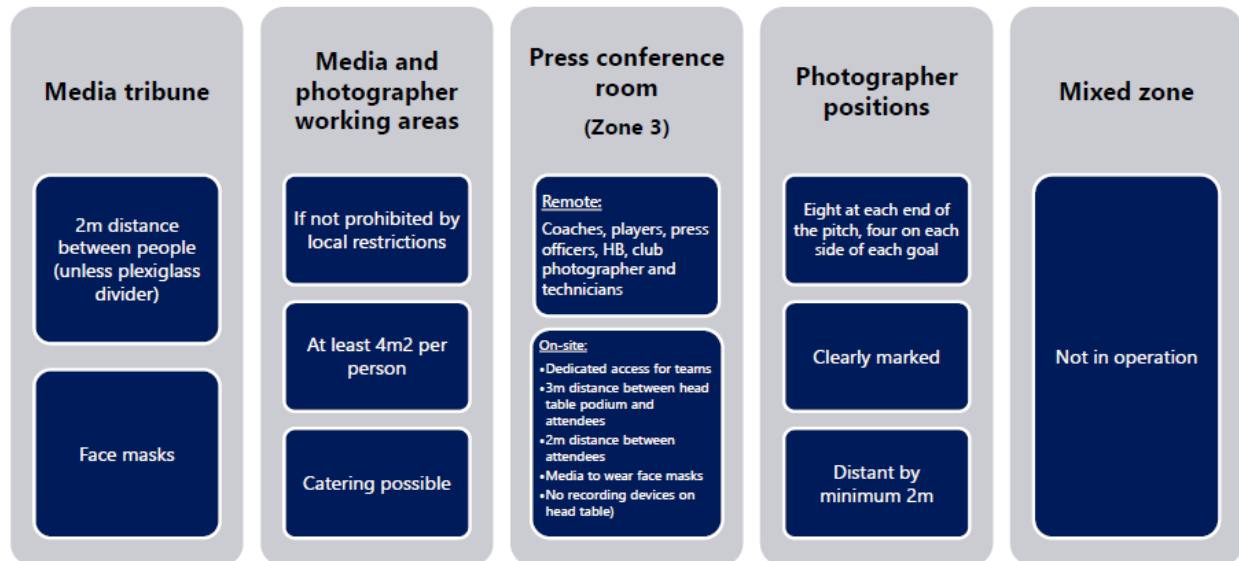 Media tribune
2m distance
between people
(unless plexiglass
divider)
Face masks
Media and
photographer
working areas
If not prohibited by
local restrictions
At least 4m2 per
person
Catering possible
Press conference
room
(Zone 3)
Remote:
Coaches, players, press
officers, HB, club
photographer and
technicians
On-site:
•Dedicated access for teams
•3m distance between head
table podium and
attendees
•2m distance between
attendees
•Media to wear face masks
•No recording devices on
head table)
Photographer
positions
Eight at each end of
the pitch, four on each
side of each goal
Clearly marked
Distant by
minimum 2m
Mixed zone
Not in operation